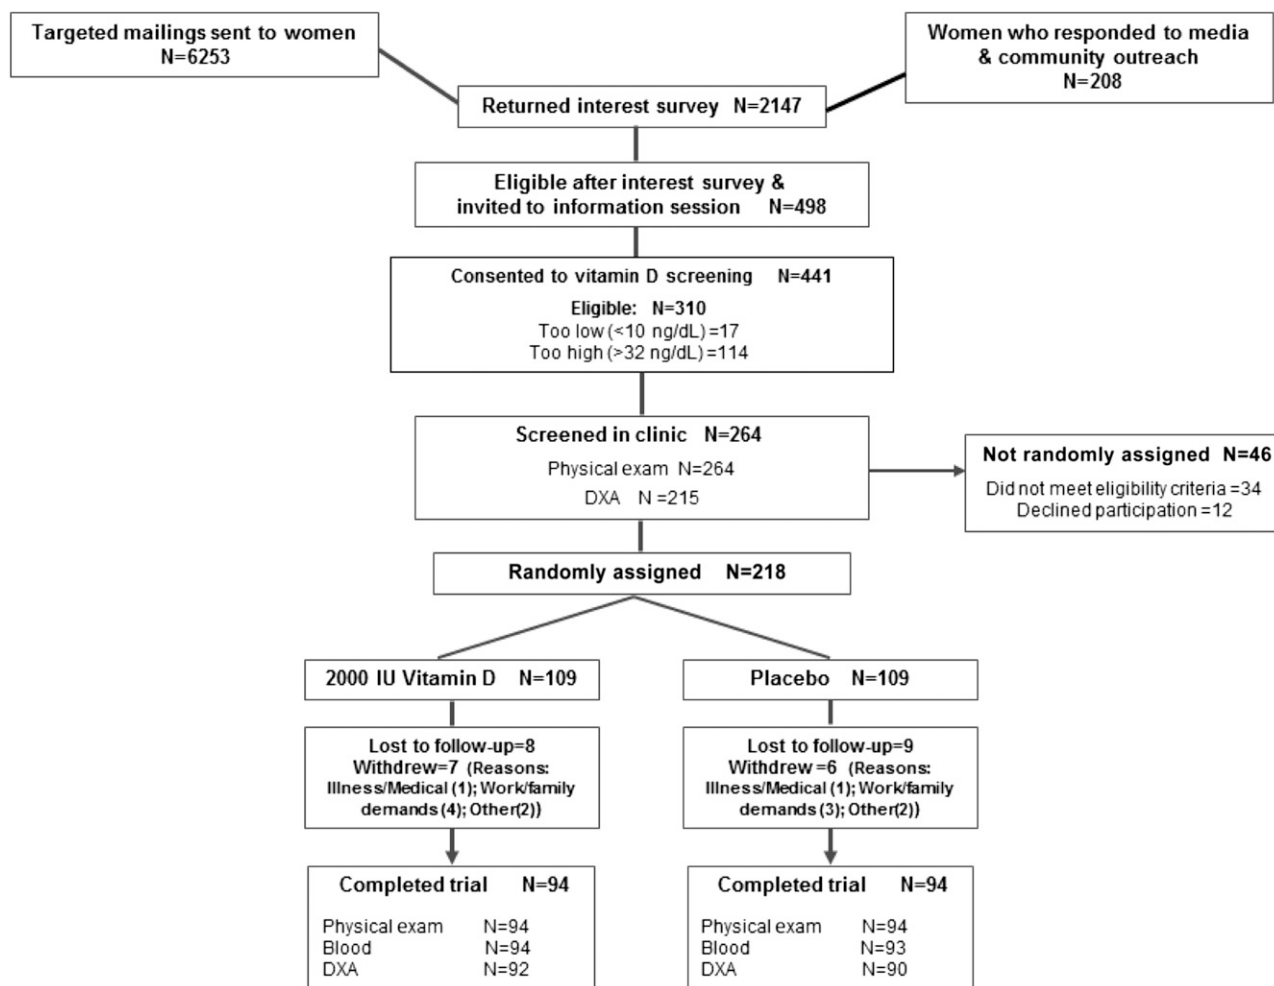 Targeted mailings sent to women
N=6253
Women who responded to media
& community outreach
N=208
Returned interest survey N=2147
Eligible after interest survey &
invited to information session N=498
Consented to vitamin D screening N=441
Eligible: N=310
Too low (<10 ng/dL) =17
Too high (>32 ng/dL) =114
Screened in clinic N=264
Physical exam N=264
DXA N =215
Not randomly assigned N=46
Did not meet eligibility criteria =34
Declined participation =12
Randomly assigned N=218
2000 IU Vitamin D N=109
Placebo N=109
Lost to follow-up=8
Withdrew=7 (Reasons:
Illness/Medical (1); Work/family
demands (4); Other(2))
Lost to follow-up=9
Withdrew =6 (Reasons:
Illness/Medical (1); Work/family
demands (3); Other(2))
Completed trial N=94
Physical exam N=94
Blood N=94
DXA N=92
Completed trial N=94
Physical exam N=94
Blood N=93
DXA N=90